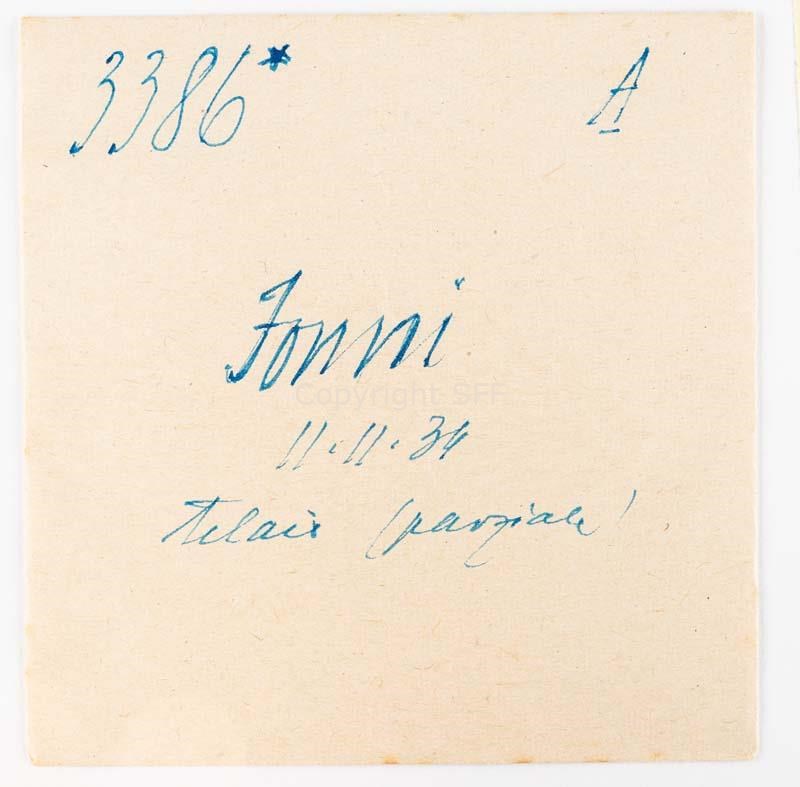 3386* A
Fonni
Copyright SFF
11.11.34
Telaio (parziale)